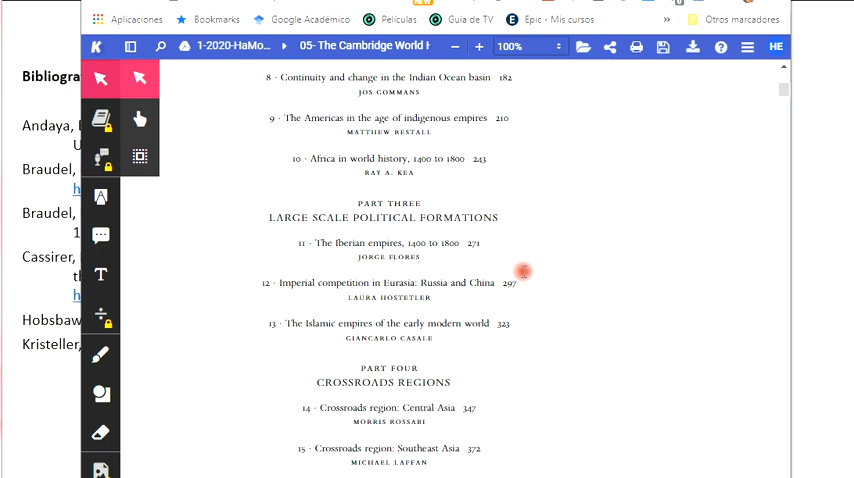 NEW
Aplicaciones Bookmarks Google Académico Películas Guía de TV Epic - Mis cursos » Otros marcadores
1-2020-HaMo... 05- The Cambridge World H 100% HE
Bibliogra
Andaya,
U
Braudel,
h
Braudel,
1
Cassirer,
th
h
Hobsbaw
Kristeller,
8 · Continuity and change in the Indian Ocean basin 182
JOS GOMMANS
9 · The Americas in the age of indigenous empires 210
MATTHEW RESTALL
10 · Africa in world history, 1400 to 1800 243
RAY A. KEA
PART THREE
LARGE SCALE POLITICAL FORMATIONS
11 · The Iberian empires, 1400 to 1800 271
JORGE FLORES
12 · Imperial competition in Eurasia: Russia and China 297
LAURA HOSTETLER
13 · The Islamic empires of the early modern world 323
GIANCARLO CASALE
PART FOUR
CROSSROADS REGIONS
14 · Crossroads region: Central Asia 347
MORRIS ROSSABI
15 · Crossroads region: Southeast Asia 372
MICHAEL LAFFAN